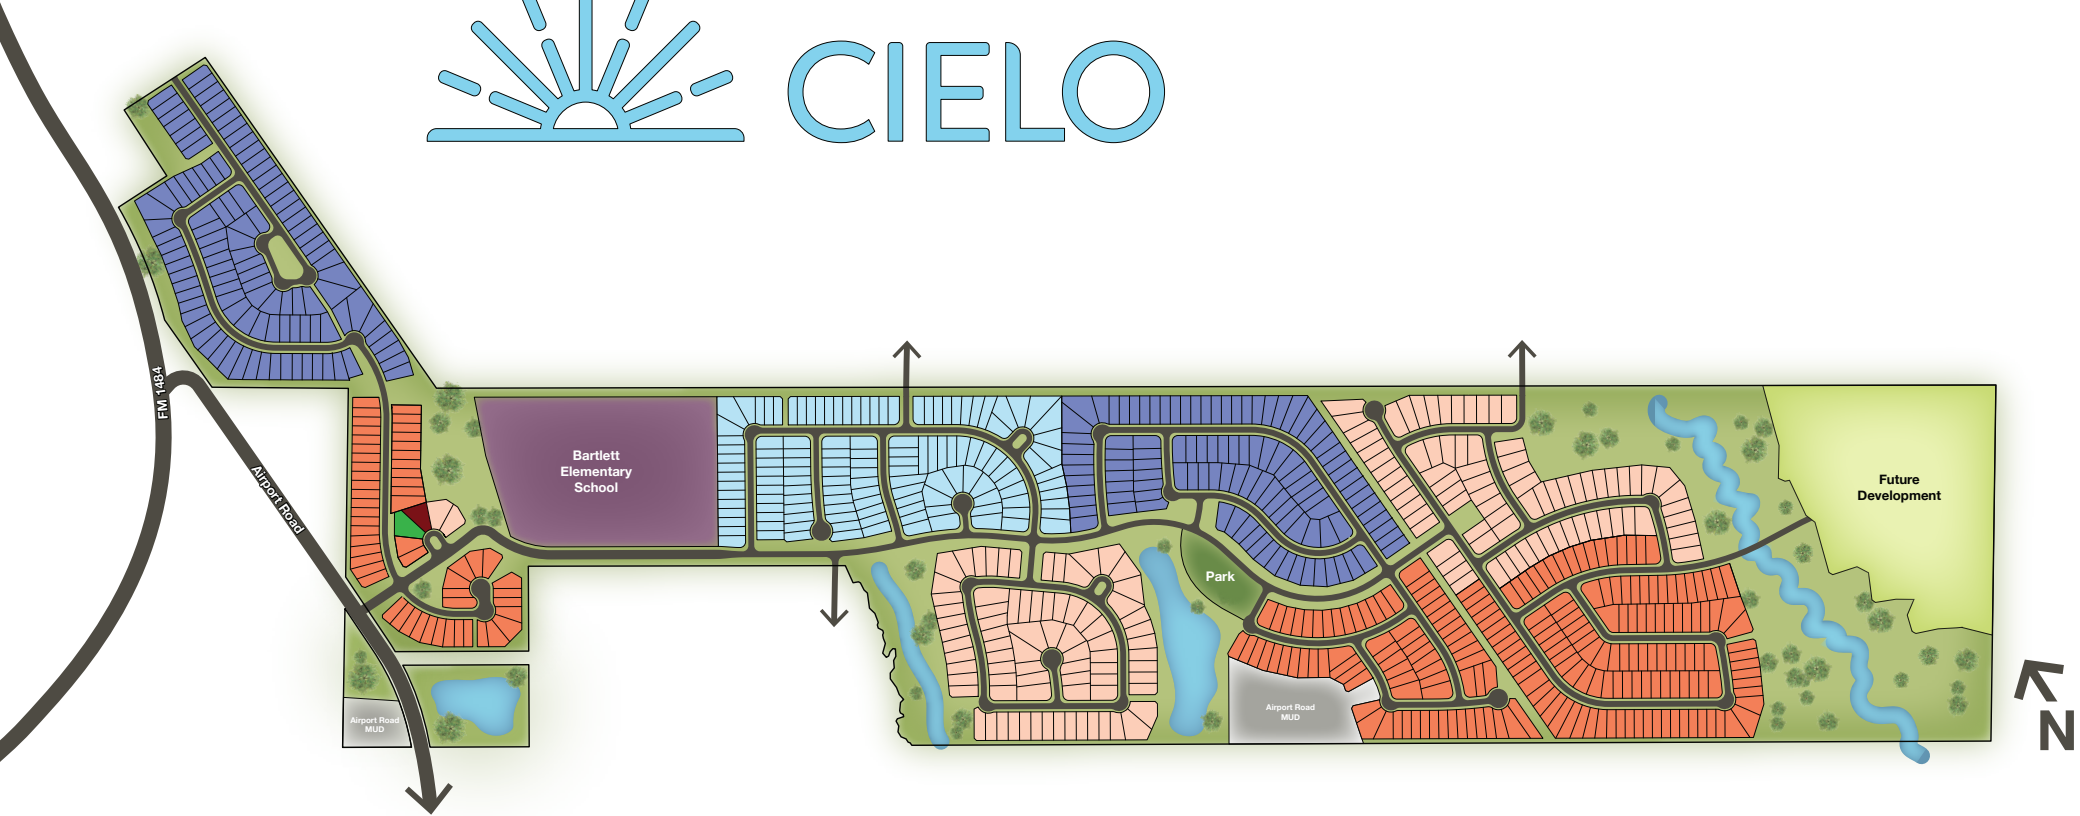 CIELO
FM 1484
Airport Road
Bartlett
Elementary
School
Park
Future
Development
Airport Road
MUD
Airport Road
MUD
N